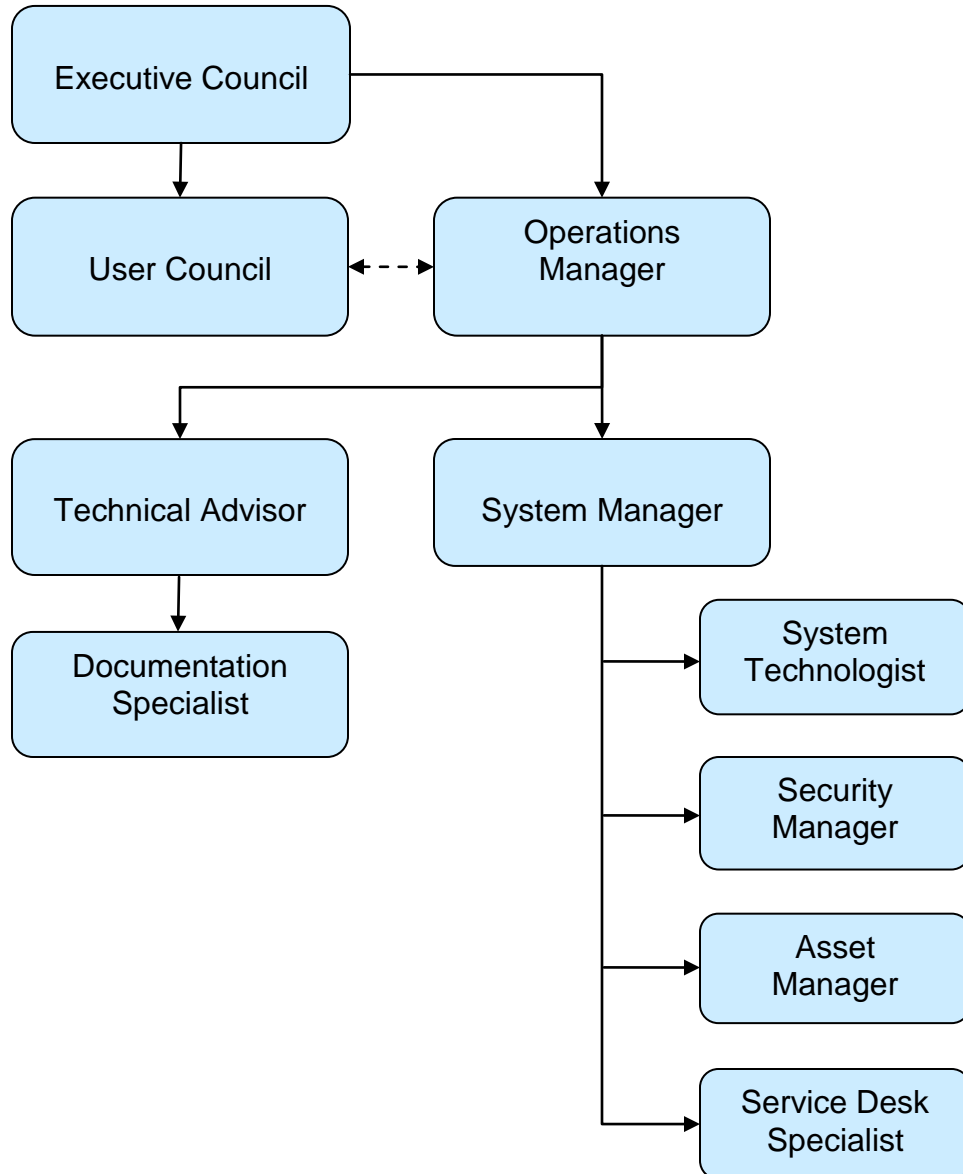 Executive Council
User Council
Operations
Manager
Technical Advisor
System Manager
Documentation
Specialist
System
Technologist
Security
Manager
Asset
Manager
Service Desk
Specialist